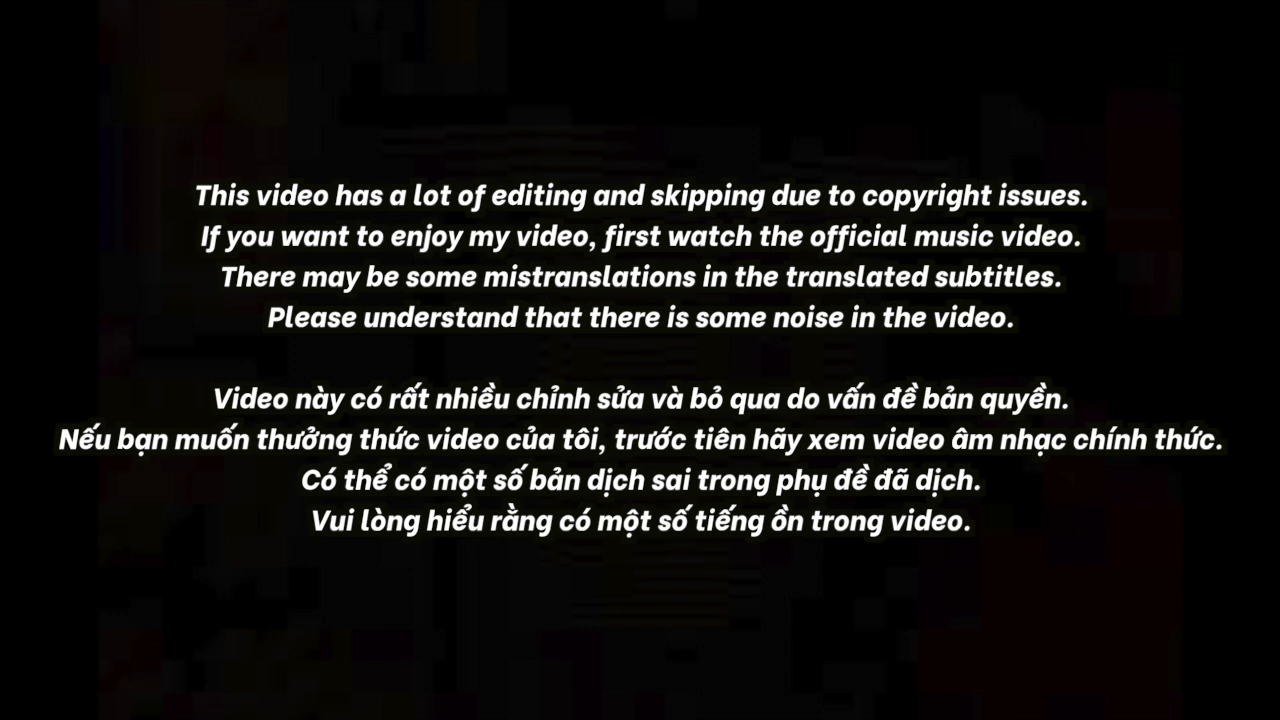 This video has a lot of editing and skipping due to copyright issues.
If you want to enjoy my video, first watch the official music video.
There may be some mistranslations in the translated subtitles.
Please understand that there is some noise in the video.
Video này có rất nhiều chỉnh sửa và bỏ qua do vấn đề bản quyền.
Nếu bạn muốn thưởng thức video của tôi, trước tiên hãy xem video âm nhạc chính thức.
Có thể có một số bản dịch sai trong phụ đề đã dịch.
Vui lòng hiểu rằng có một số tiếng ồn trong video.